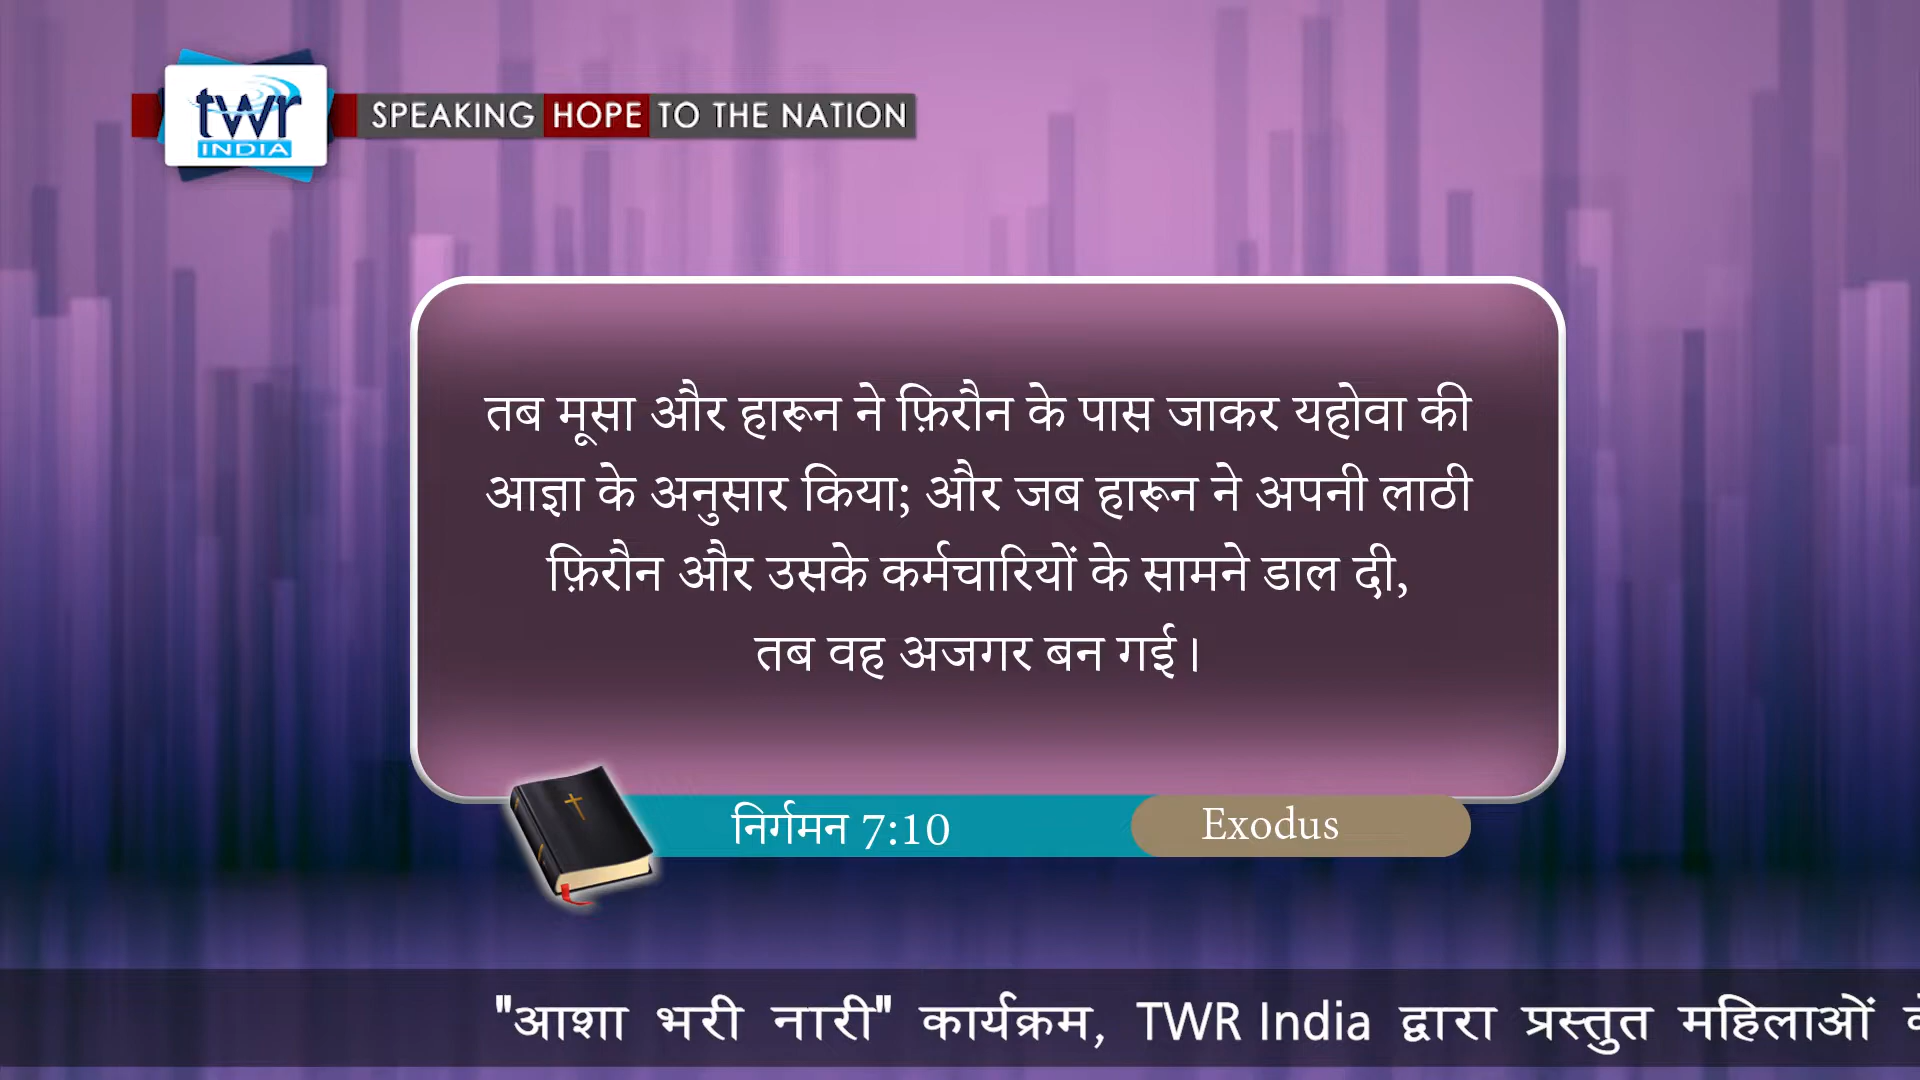 twr
INDIA
SPEAKING HOPE TO THE NATION
तब मूसा और हारून ने फ़िरौन के पास जाकर यहोवा की
आज्ञा के अनुसार किया; और जब हारून ने अपनी लाठी
फ़िरौन और उसके कर्मचारियों के सामने डाल दी,
तब वह अजगर बन गई।
निर्गमन 7:10
Exodus
"आशा भरी नारी" कार्यक्रम, TWR India द्वारा प्रस्तुत महिलाओं